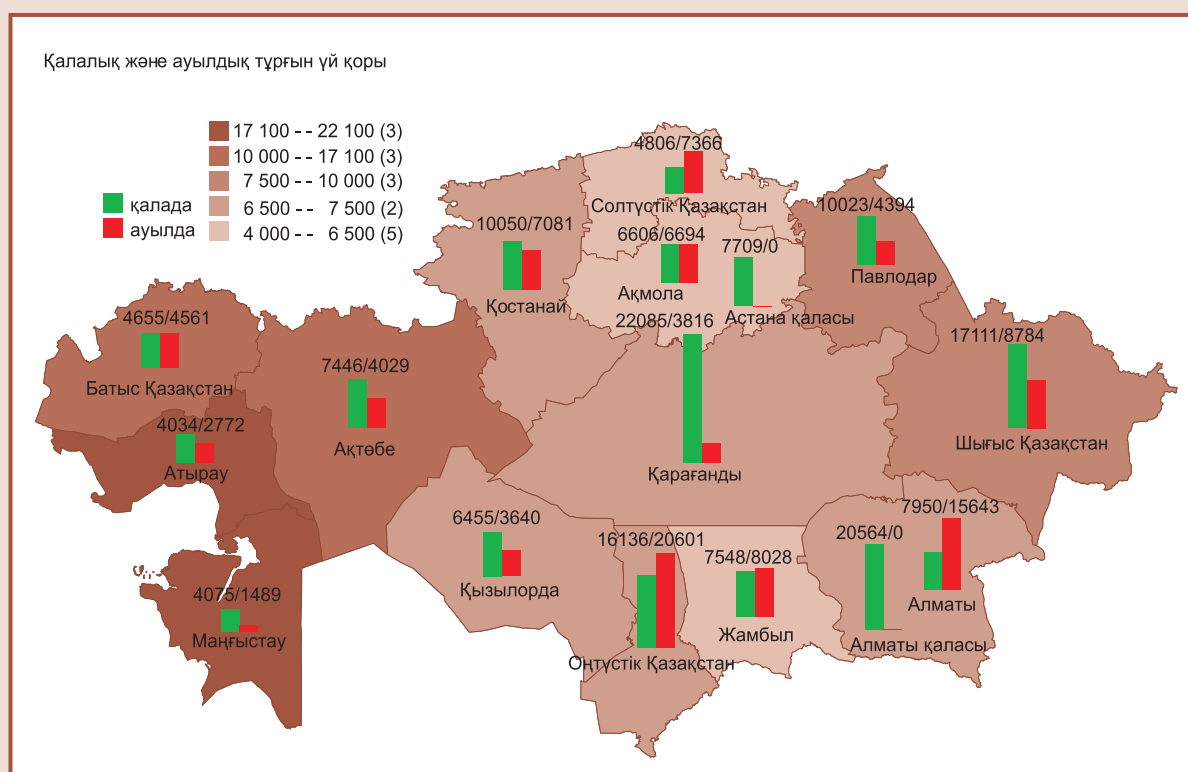 Қалалық және ауылдық тұрғын үй қоры
17 100 - - 22 100 (3)
10 000 - - 17 100 (3)
7 500 - - 10 000 (3)
6 500 - - 7 500 (2)
4 000 - - 6 500 (5)
қалада
ауылда
4806/7366
Солтүстік Қазақстан
10050/7081
Қостанай
6606/6694
Ақмола
7709/0
Астана қаласы
10023/4394
Павлодар
4655/4561
Батыс Қазақстан
7446/4029
Ақтөбе
22085/3816
Қарағанды
17111/8784
Шығыс Қазақстан
4034/2772
Атырау
6455/3640
Қызылорда
16136/20601
Оңтүстік Қазақстан
7548/8028
Жамбыл
20564/0
Алматы қаласы
7950/15643
Алматы
4075/1489
Маңғыстау